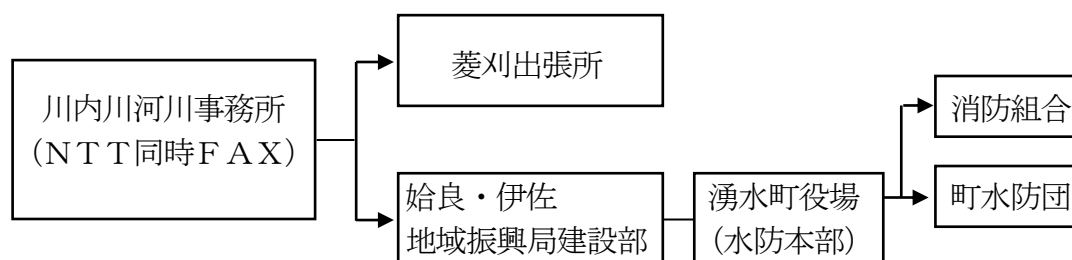 川内川河川事務所
（ＮＴＴ同時ＦＡＸ）
菱刈出張所
姶良・伊佐
地域振興局建設部
湧水町役場
（水防本部）
消防組合
町水防団